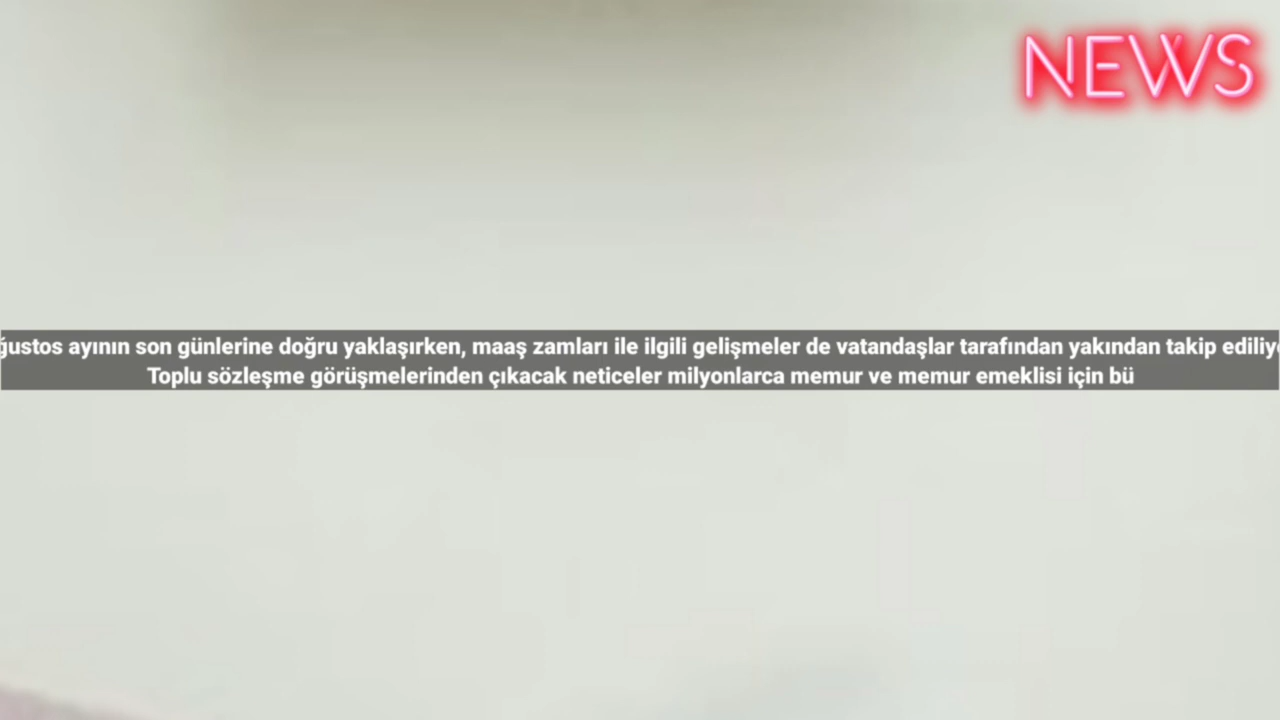 NEWS
ğustos ayının son günlerine doğru yaklaşırken, maaş zamları ile ilgili gelişmeler de vatandaşlar tarafından yakından takip ediliy
Toplu sözleşme görüşmelerinden çıkacak neticeler milyonlarca memur ve memur emeklisi için bü